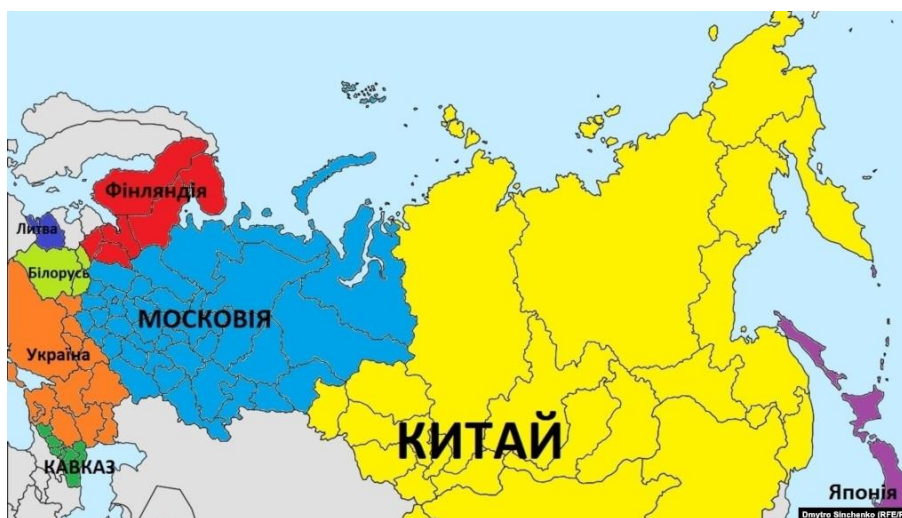 Фінляндія
Литва
Білорусь
МОСКОВІЯ
Україна
КИТАЙ
КАВКАЗ
Японія
Dmytro Sinchenko (RFE/R